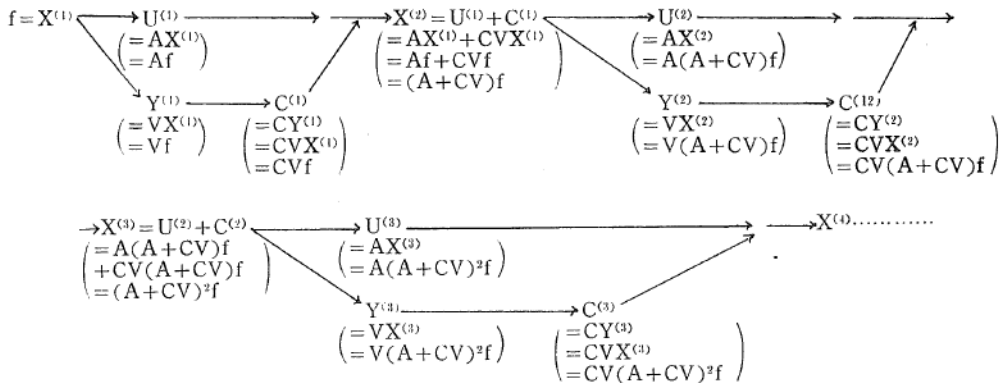 f=X⁽¹⁾ U⁽¹⁾ X⁽²⁾=U⁽¹⁾+C⁽¹⁾ U⁽²⁾
(=AX⁽¹⁾
=Af)
(=AX⁽¹⁾+CVX⁽¹⁾
=Af+CVf
=(A+CV)f)
(=AX⁽²⁾
=A(A+CV)f)
Y⁽¹⁾ C⁽¹⁾ Y⁽²⁾ C⁽¹²⁾
(=VX⁽¹⁾
=Vf)
(=CY⁽¹⁾
=CVX⁽¹⁾
=CVf)
(=VX⁽²⁾
=V(A+CV)f)
(=CY⁽²⁾
=CVX⁽²⁾
=CV(A+CV)f)
→X⁽³⁾=U⁽²⁾+C⁽²⁾ U⁽³⁾ →X⁽⁴⁾…………
(=A(A+CV)f
+CV(A+CV)f
=(A+CV)²f)
(=AX⁽³⁾
=A(A+CV)²f)
Y⁽³⁾ C⁽³⁾
(=VX⁽³⁾
=V(A+CV)²f)
(=CY⁽³⁾
=CVX⁽³⁾
=CV(A+CV)²f)